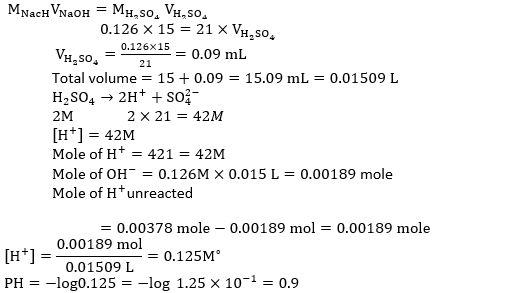 M_NacH V_NaOH = M_H₂SO₄ V_H₂SO₄
0.126 × 15 = 21 × V_H₂SO₄
V_H₂SO₄ = 0.126×15 / 21 = 0.09 mL
Total volume = 15 + 0.09 = 15.09 mL = 0.01509 L
H₂SO₄ → 2H⁺ + SO₄²⁻
2M 2 × 21 = 42M
[H⁺] = 42M
Mole of H⁺ = 421 = 42M
Mole of OH⁻ = 0.126M × 0.015 L = 0.00189 mole
Mole of H⁺unreacted
= 0.00378 mole − 0.00189 mol = 0.00189 mole
[H⁺] = 0.00189 mol / 0.01509 L = 0.125M°
PH = −log0.125 = −log 1.25 × 10⁻¹ = 0.9